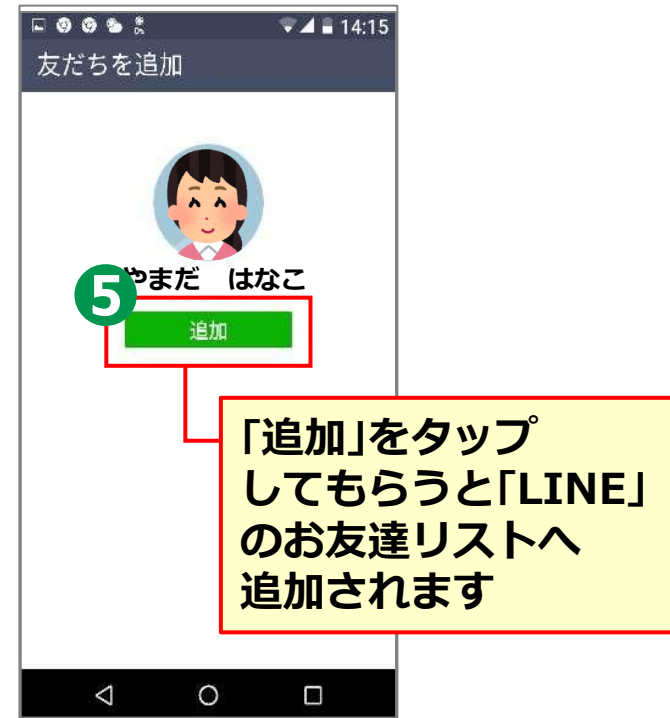 14:15
友だちを追加
やまだ　はなこ
5
追加
「追加」をタップ
してもらうと「LINE」
のお友達リストへ
追加されます